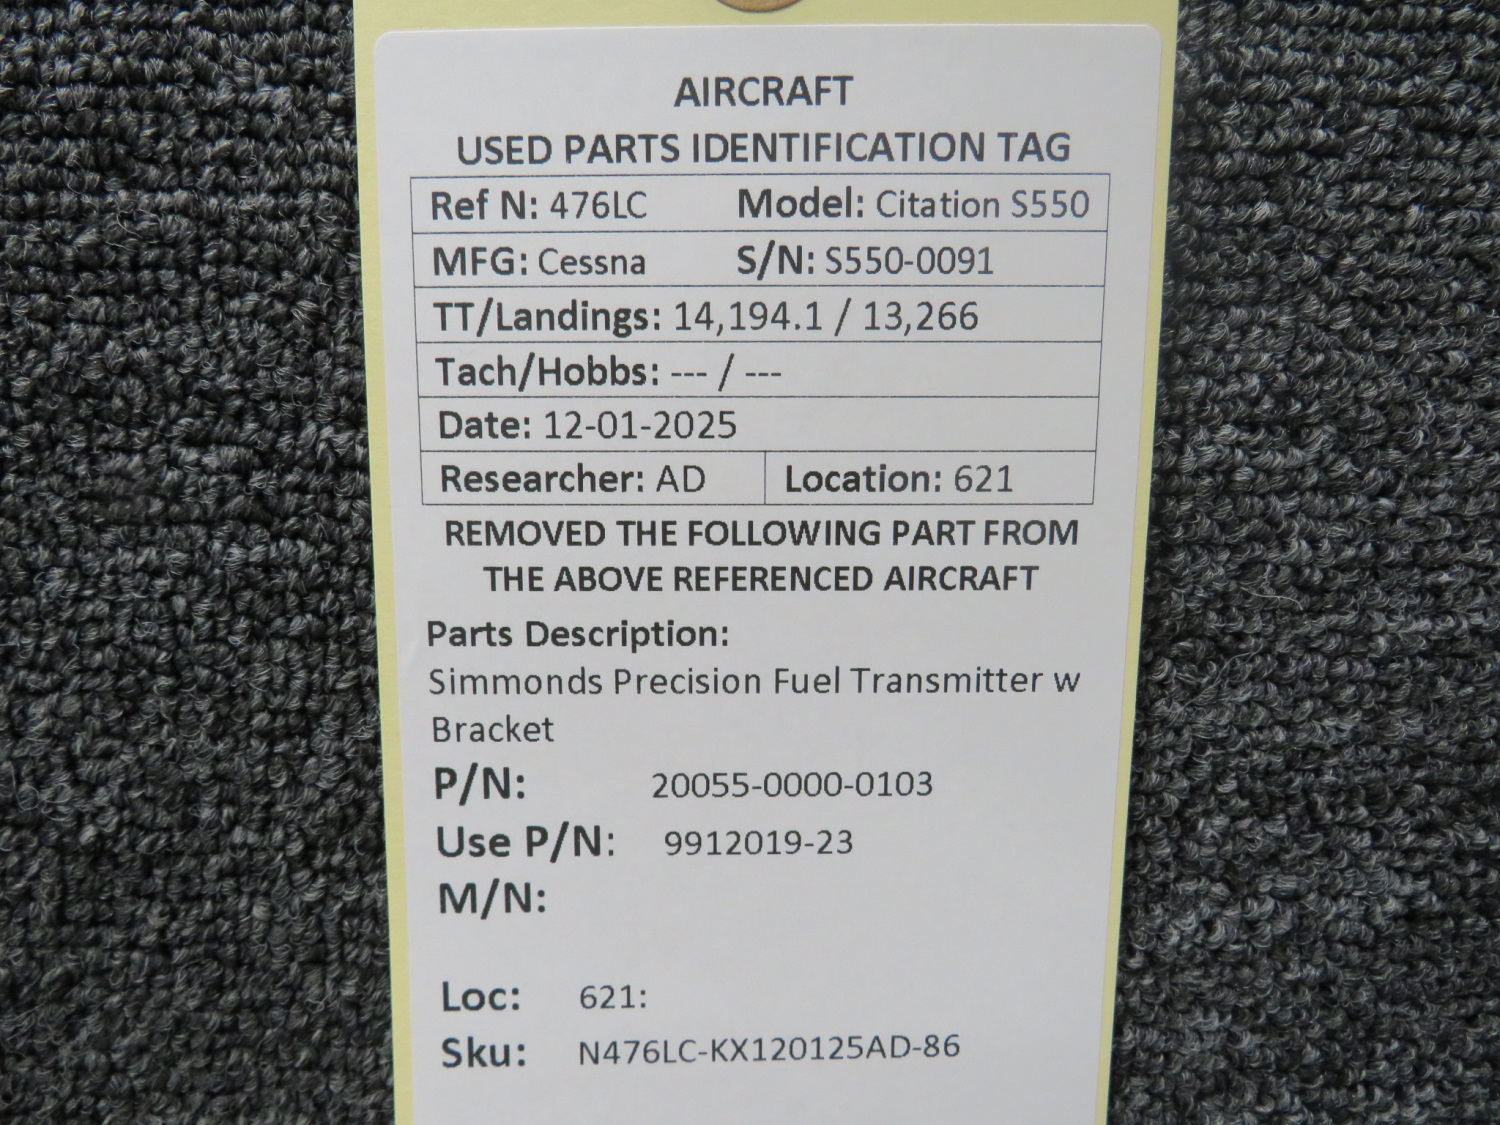 AIRCRAFT
USED PARTS IDENTIFICATION TAG
Ref N: 476LC Model: Citation S550
MFG: Cessna S/N: S550-0091
TT/Landings: 14,194.1 / 13,266
Tach/Hobbs: --- / ---
Date: 12-01-2025
Researcher: AD Location: 621
REMOVED THE FOLLOWING PART FROM
THE ABOVE REFERENCED AIRCRAFT
Parts Description:
Simmonds Precision Fuel Transmitter w
Bracket
P/N: 20055-0000-0103
Use P/N: 9912019-23
M/N:
Loc: 621:
Sku: N476LC-KX120125AD-86